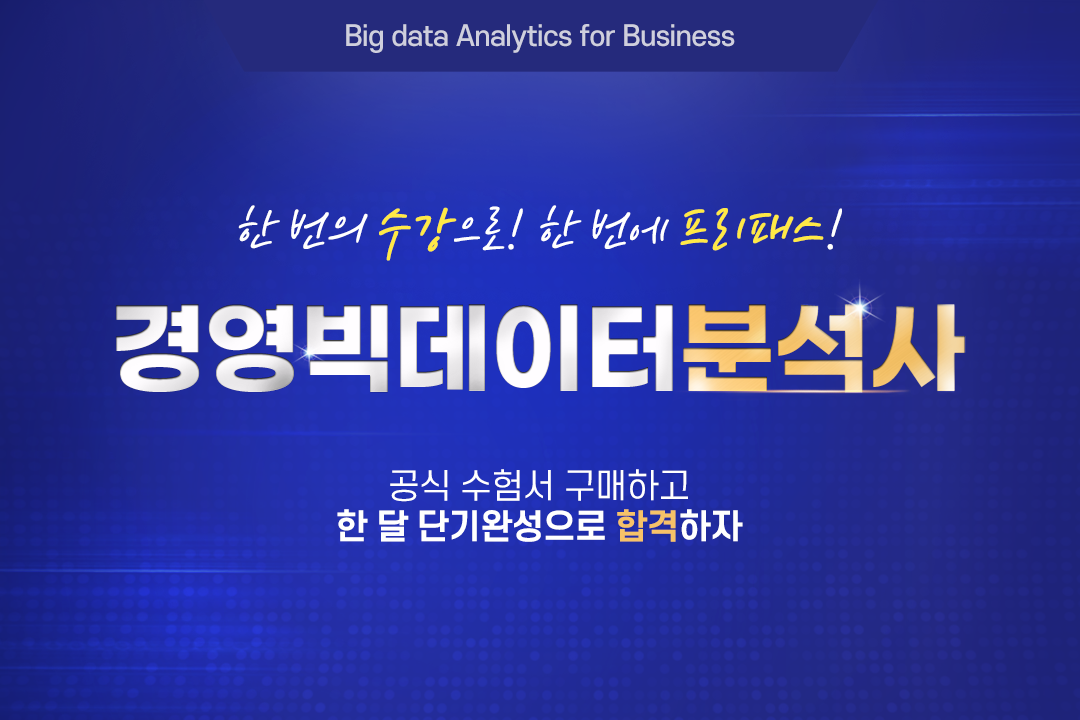 Big data Analytics for Business
한 번의 수강으로! 한 번에 프리패스!
경영빅데이터분석사
공식 수험서 구매하고
한 달 단기완성으로 합격하자